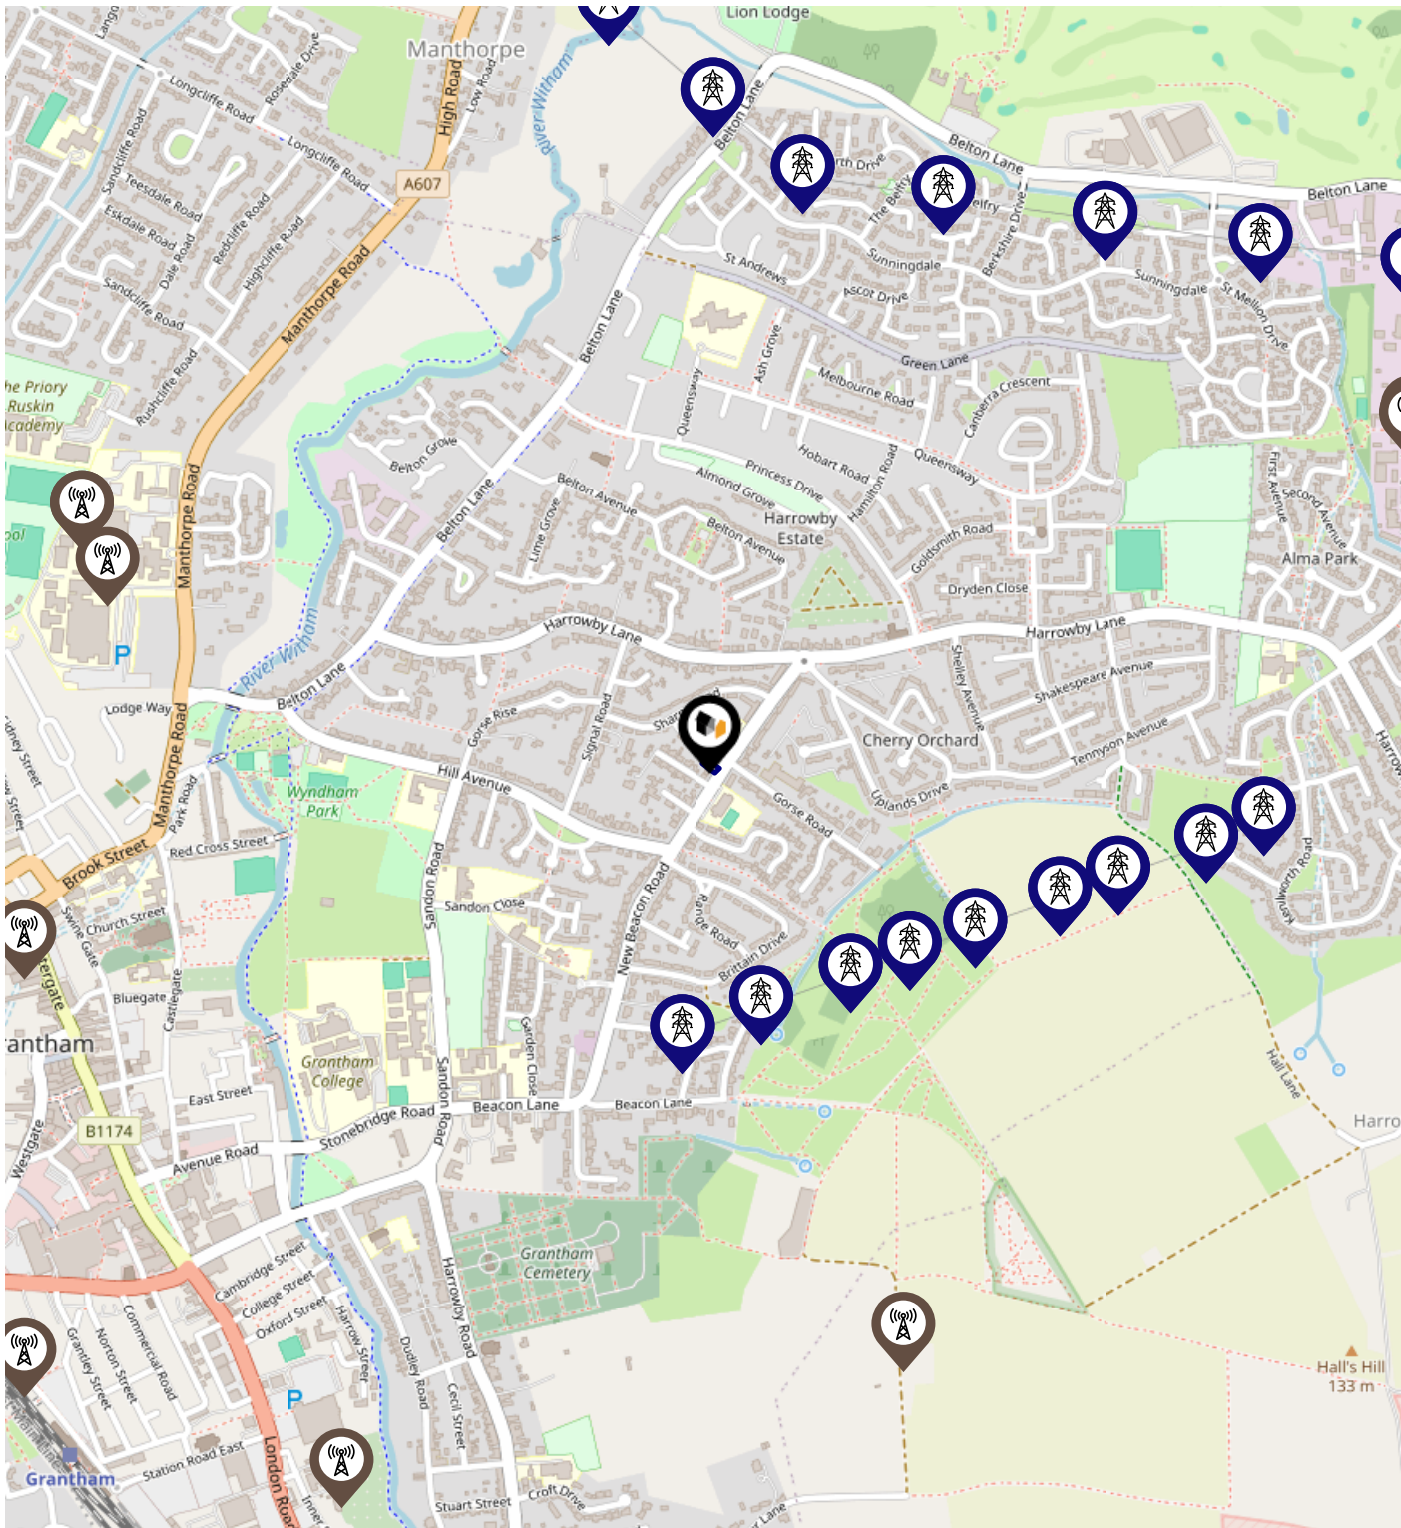 Lion Lodge
Manthorpe
Longcliffe Road
Rosedale Drive
High Road
Low Road
River Witham
Belton Lane
Belton Lane
Belton Lane
Sandcliffe Road
Longcliffe Road
A607
The Belfry
Berkshire Drive
Teesdale Road
Eskdale Road
Dale Road
Redcliffe Road
Highcliffe Road
Sandcliffe Road
Manthorpe Road
St Andrews
Sunningdale
Ascot Drive
Sunningdale
St Mellion Drive
Belton Lane
Green Lane
Ash Grove
Melbourne Road
Canberra Crescent
Rushcliffe Road
Queensway
Priory
Ruskin
Belton Grove
Hobart Road
Hamilton Road
Queensway
Princess Drive
Almond Grove
Belton Avenue
Belton Lane
Lime Grove
Belton Avenue
Harrowby
Estate
Goldsmith Road
First Avenue
Second Avenue
Alma Park
Dryden Close
Manthorpe Road
P
River Witham
Harrowby Lane
Harrowby Lane
Belton Lane
Lodge Way
Manthorpe Road
Gorse Rise
Signal Road
Shelley Avenue
Shakespeare Avenue
Tennyson Avenue
Cherry Orchard
Uplands Drive
Gorse Road
Hill Avenue
Wyndham
Park
Park Road
Red Cross Street
Brook Street
Church Street
Swine Gate
Castlegate
Bluegate
Sandon Road
Sandon Close
New Beacon Road
Range Road
Brittain Drive
Kenilworth Road
Grantham
College
Garden Close
Sandon Road
Beacon Lane
Beacon Lane
Stonebridge Road
East Street
Avenue Road
B1174
Westgate
Hall Lane
Grantham
Cemetery
Cambridge Street
College Street
Oxford Street
Harrow Street
Harrowby Road
Dudley Road
Cecil Street
Commercial Road
Norton Street
Grantley Street
P
Hall's Hill
133 m
Grantham
Station Road East
Stuart Street
Croft Drive